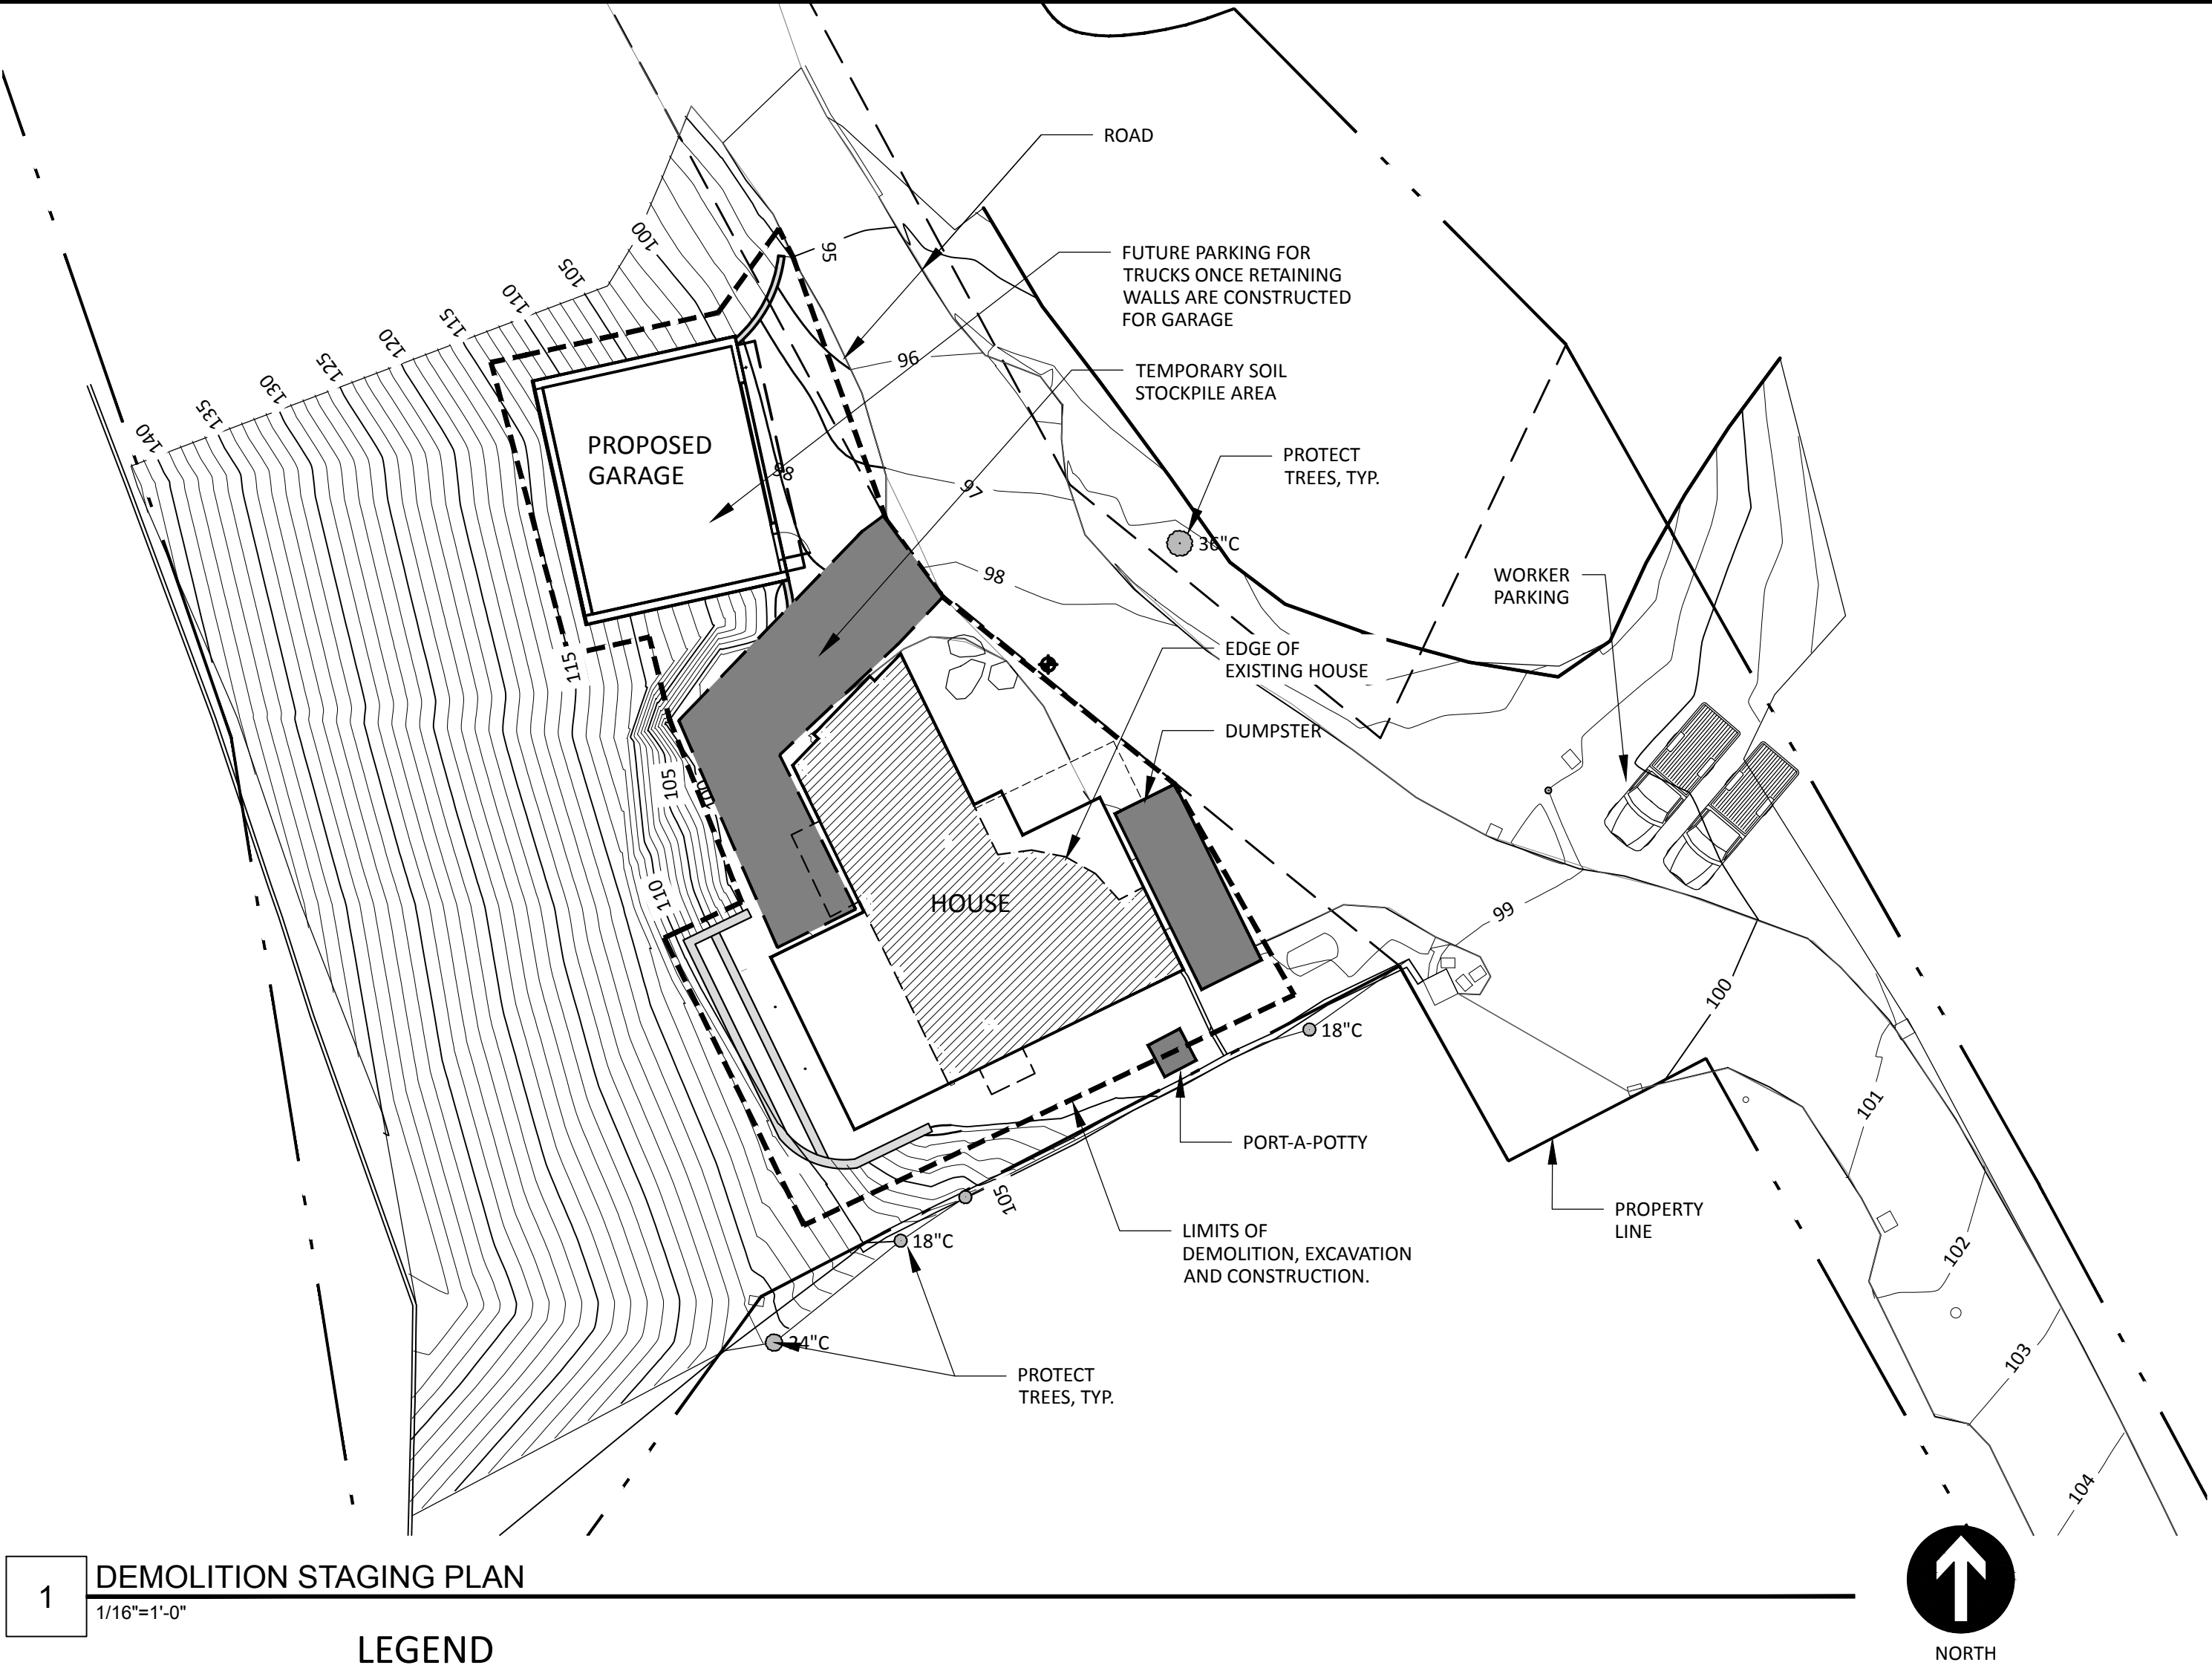 ROAD
100
95
FUTURE PARKING FOR
TRUCKS ONCE RETAINING
WALLS ARE CONSTRUCTED
FOR GARAGE
105
110
115
120
125
130
135
140
96
TEMPORARY SOIL
STOCKPILE AREA
PROPOSED
GARAGE
98
97
PROTECT
TREES, TYP.
36"C
98
WORKER
PARKING
115
EDGE OF
EXISTING HOUSE
DUMPSTER
105
100
110
HOUSE
99
100
18"C
101
PORT-A-POTTY
105
PROPERTY
LINE
LIMITS OF
DEMOLITION, EXCAVATION
AND CONSTRUCTION.
18"C
102
24"C
103
PROTECT
TREES, TYP.
104
1
DEMOLITION STAGING PLAN
1/16"=1'-0"
LEGEND
NORTH